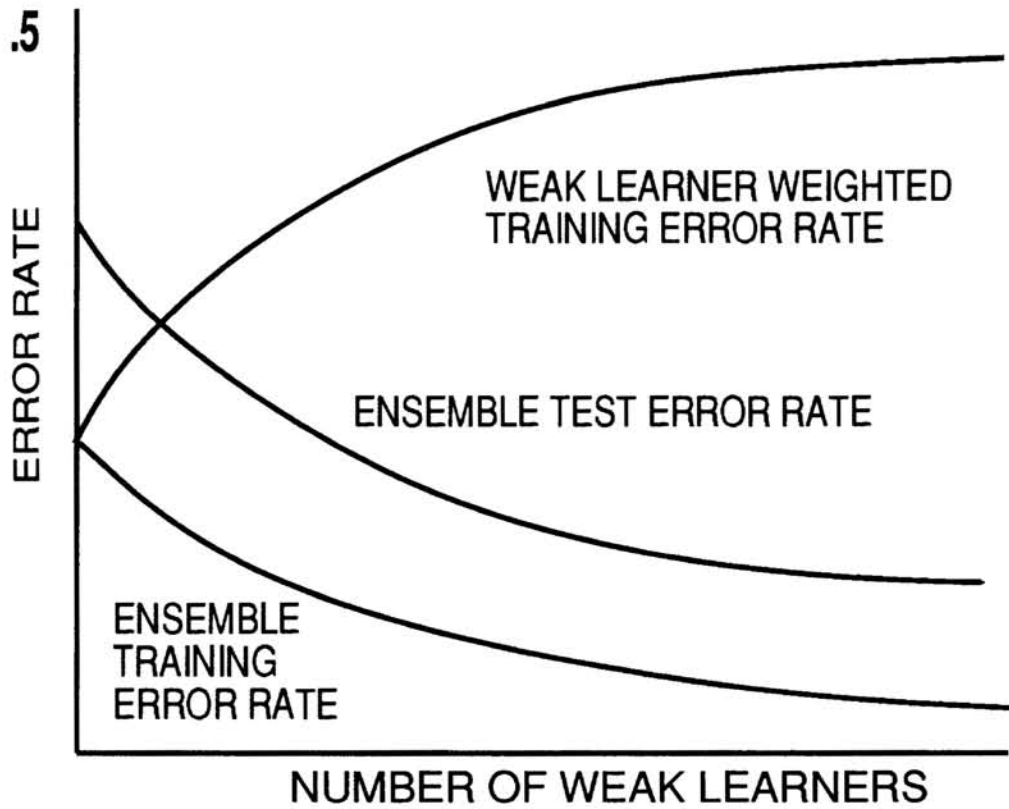 .5
ERROR RATE
WEAK LEARNER WEIGHTED
TRAINING ERROR RATE
ENSEMBLE TEST ERROR RATE
ENSEMBLE
TRAINING
ERROR RATE
NUMBER OF WEAK LEARNERS